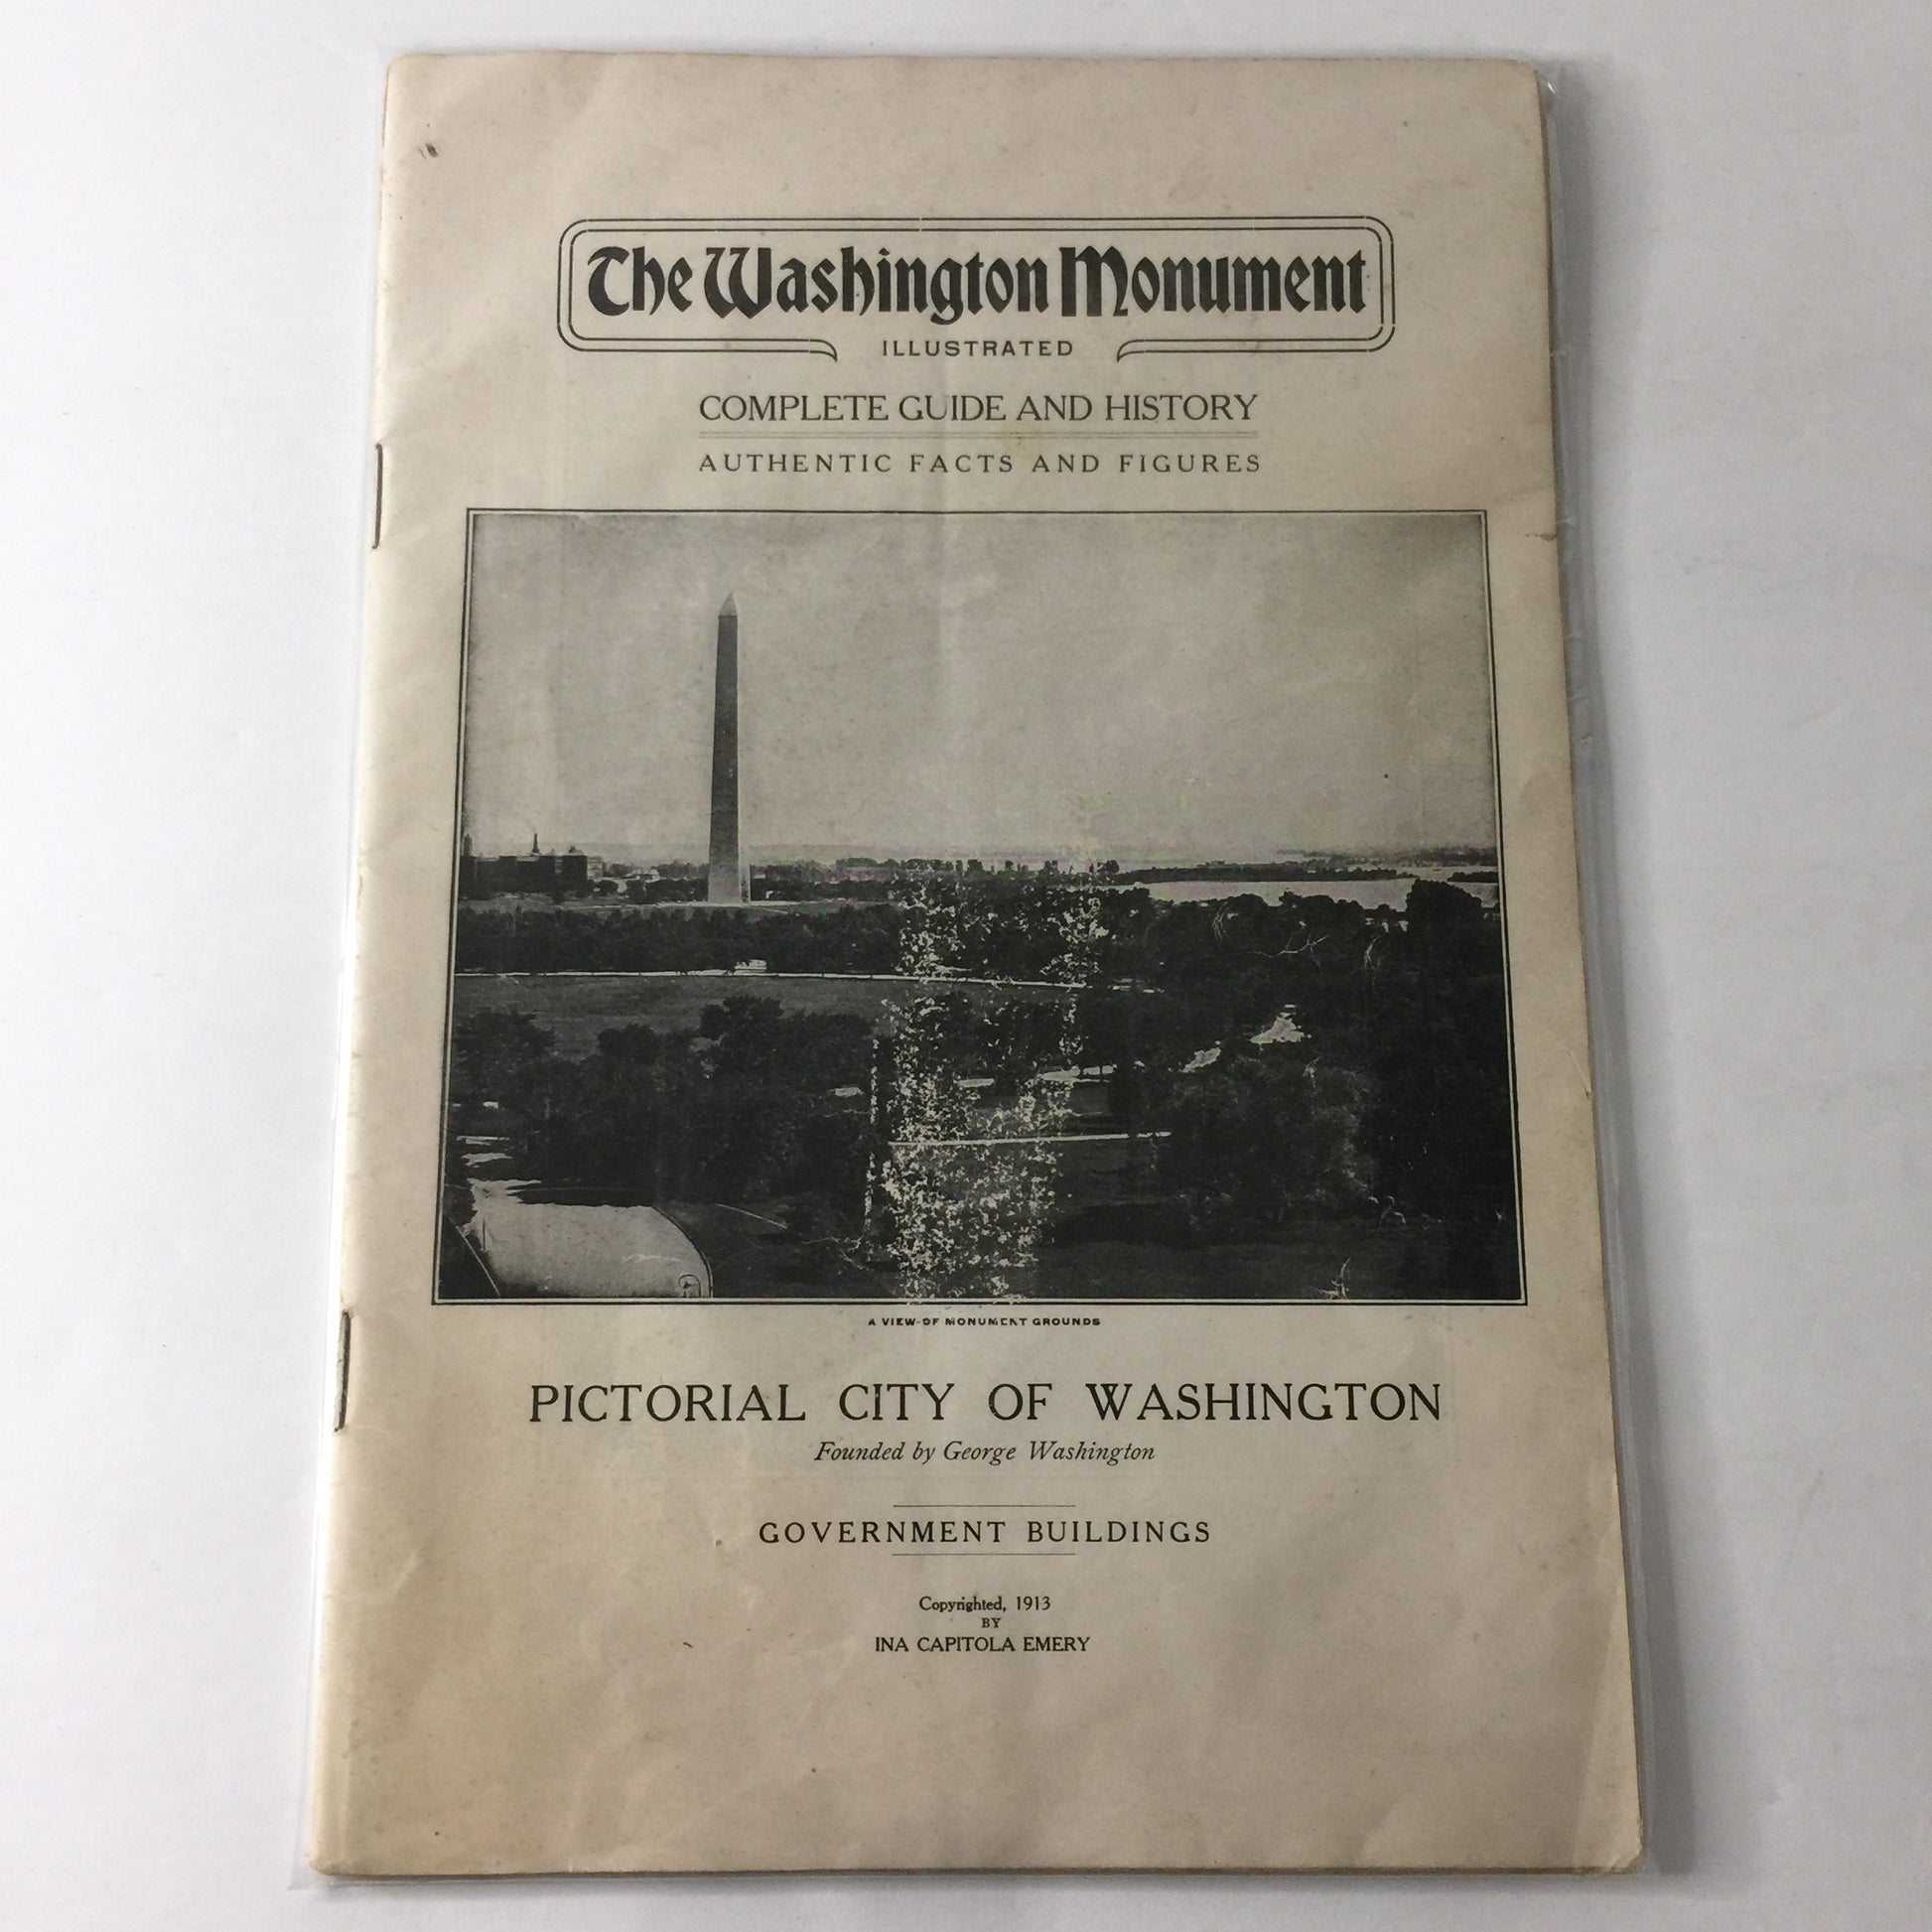 The Washington Monument
ILLUSTRATED
COMPLETE GUIDE AND HISTORY
AUTHENTIC FACTS AND FIGURES
A VIEW OF MONUMENT GROUNDS
PICTORIAL CITY OF WASHINGTON
Founded by George Washington
GOVERNMENT BUILDINGS
Copyrighted, 1913
BY
INA CAPITOLA EMERY